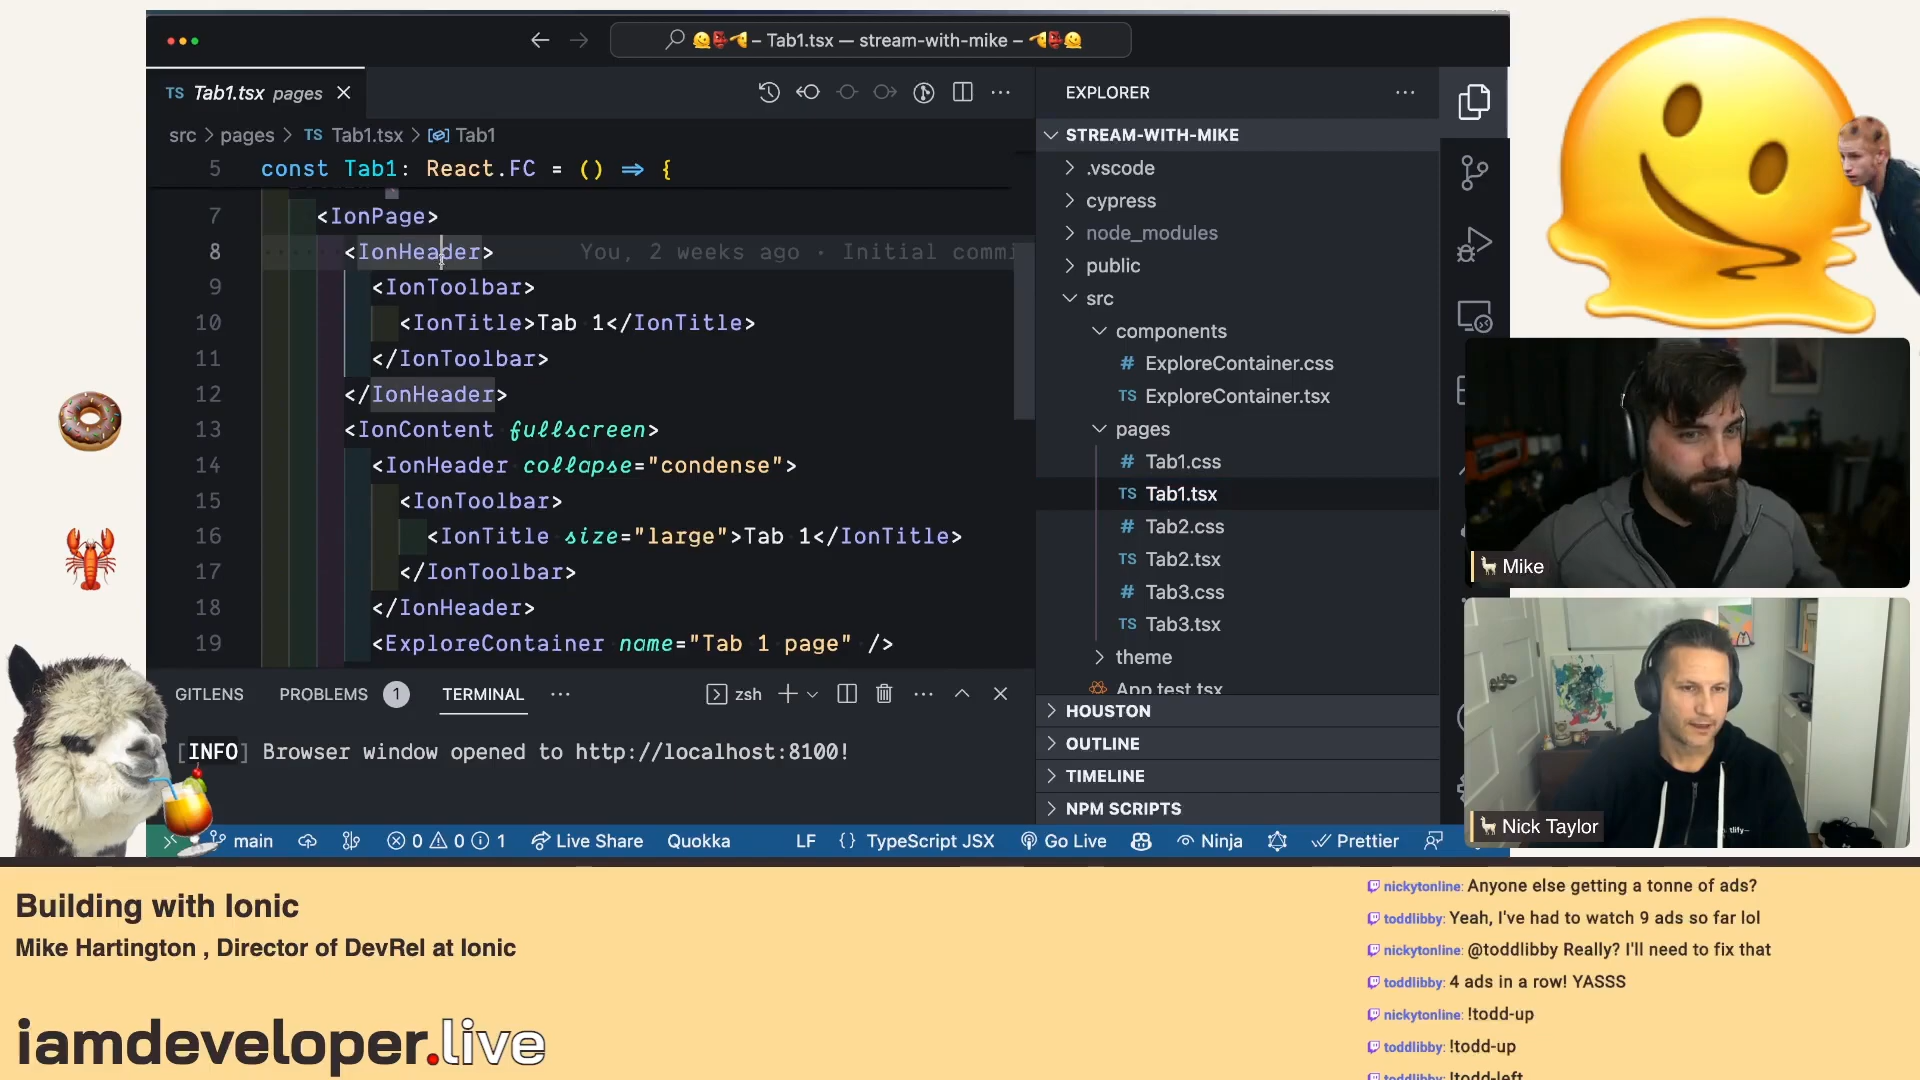 – Tab1.tsx — stream-with-mike –
TS Tab1.tsx pages
src > pages > TS Tab1.tsx > Tab1
5 const Tab1: React.FC = () => {
7 <IonPage>
8 <IonHeader> You, 2 weeks ago · Initial commi
9 <IonToolbar>
10 <IonTitle>Tab 1</IonTitle>
11 </IonToolbar>
12 </IonHeader>
13 <IonContent fullscreen>
14 <IonHeader collapse="condense">
15 <IonToolbar>
16 <IonTitle size="large">Tab 1</IonTitle>
17 </IonToolbar>
18 </IonHeader>
19 <ExploreContainer name="Tab 1 page" />
GITLENS PROBLEMS 1 TERMINAL ··· zsh
[INFO] Browser window opened to http://localhost:8100!
EXPLORER
STREAM-WITH-MIKE
.vscode
cypress
node_modules
public
src
components
# ExploreContainer.css
TS ExploreContainer.tsx
pages
# Tab1.css
TS Tab1.tsx
# Tab2.css
TS Tab2.tsx
# Tab3.css
TS Tab3.tsx
theme
App.test.tsx
HOUSTON
OUTLINE
TIMELINE
NPM SCRIPTS
main 0 0 1 Live Share Quokka LF {} TypeScript JSX Go Live Ninja Prettier
Mike
Nick Taylor
Building with Ionic
Mike Hartington , Director of DevRel at Ionic
iamdeveloper.live
nickytonline: Anyone else getting a tonne of ads?
toddlibby: Yeah, I've had to watch 9 ads so far lol
nickytonline: @toddlibby Really? I'll need to fix that
toddlibby: 4 ads in a row! YASSS
nickytonline: !todd-up
toddlibby: !todd-up
toddlibby: !todd-left